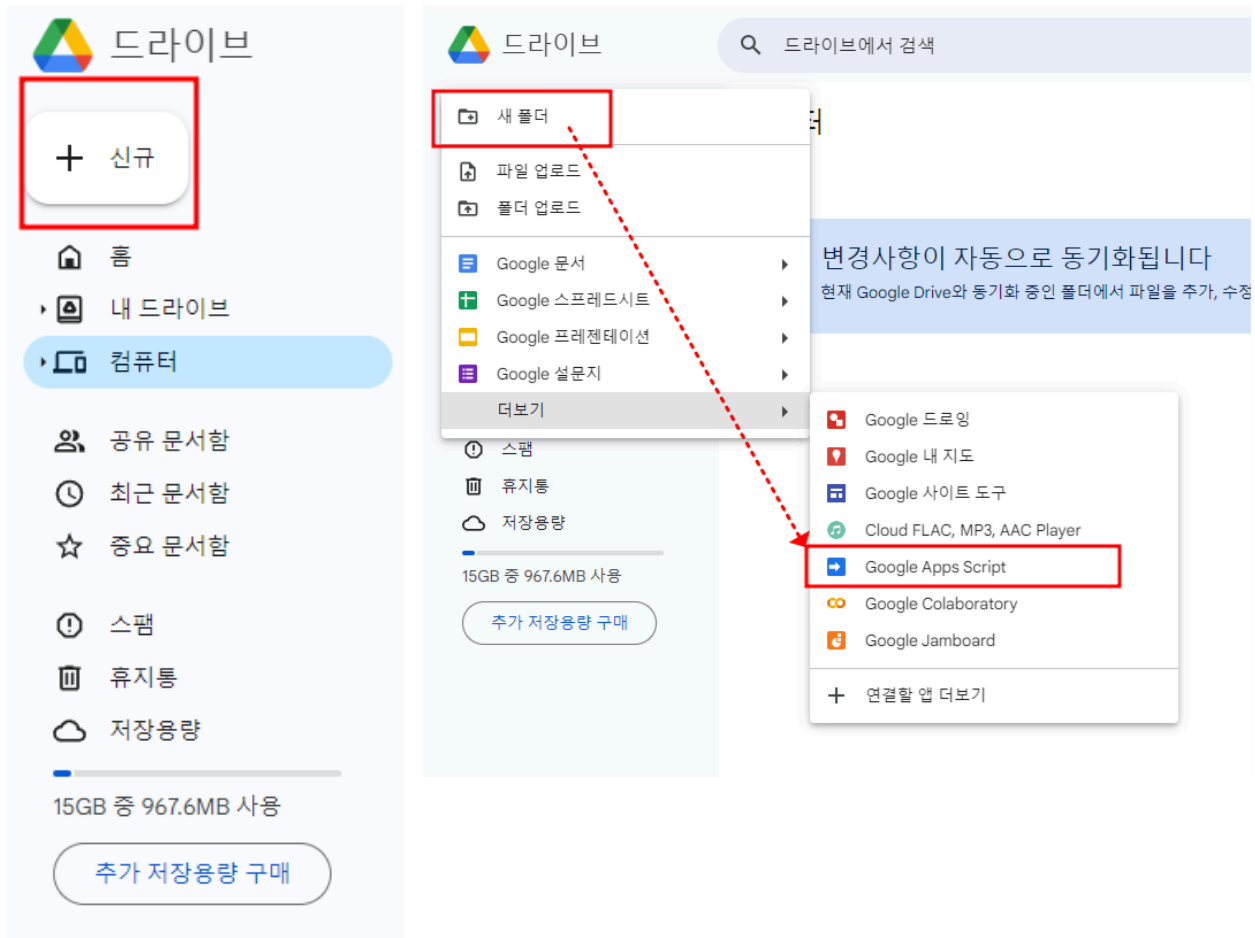 드라이브
신규
홈
내 드라이브
컴퓨터
공유 문서함
최근 문서함
중요 문서함
스팸
휴지통
저장용량
15GB 중 967.6MB 사용
추가 저장용량 구매
드라이브
드라이브에서 검색
새 폴더
파일 업로드
폴더 업로드
Google 문서
Google 스프레드시트
Google 프레젠테이션
Google 설문지
더보기
스팸
휴지통
저장용량
15GB 중 967.6MB 사용
추가 저장용량 구매
터
변경사항이 자동으로 동기화됩니다
현재 Google Drive와 동기화 중인 폴더에서 파일을 추가, 수정
Google 드로잉
Google 내 지도
Google 사이트 도구
Cloud FLAC, MP3, AAC Player
Google Apps Script
Google Colaboratory
Google Jamboard
연결할 앱 더보기